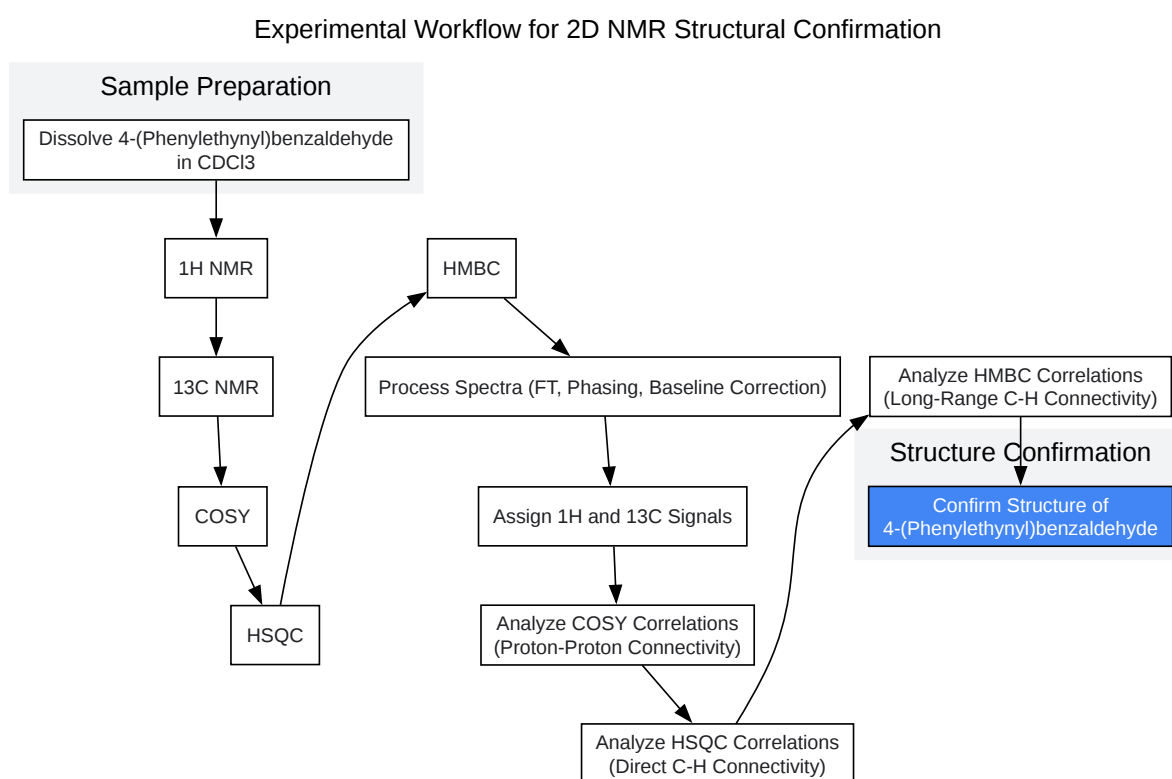 Experimental Workflow for 2D NMR Structural Confirmation
Sample Preparation
Dissolve 4-(Phenylethynyl)benzaldehyde
in CDCl3
1H NMR
13C NMR
COSY
HSQC
HMBC
Process Spectra (FT, Phasing, Baseline Correction)
Assign 1H and 13C Signals
Analyze COSY Correlations
(Proton-Proton Connectivity)
Analyze HSQC Correlations
(Direct C-H Connectivity)
Analyze HMBC Correlations
(Long-Range C-H Connectivity)
Structure Confirmation
Confirm Structure of
4-(Phenylethynyl)benzaldehyde